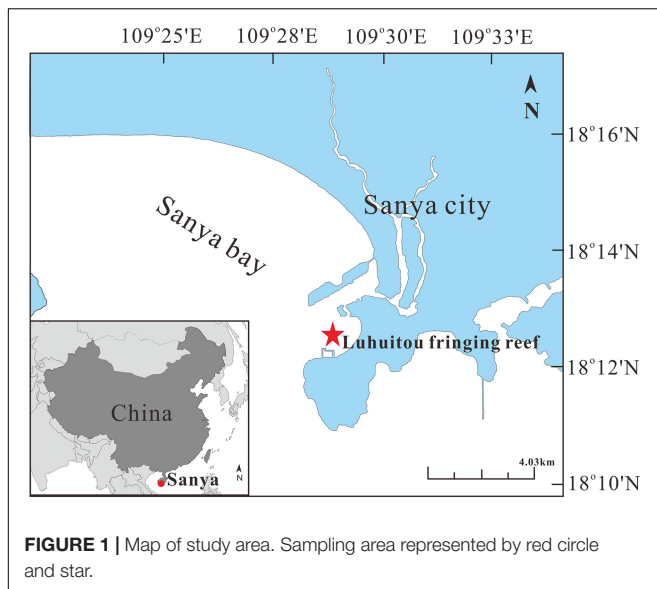 109°25'E 109°28'E 109°30'E 109°33'E
N
18°16'N
Sanya city
Sanya bay
18°14'N
Luhuitou fringing reef
18°12'N
China
4.03km
N
Sanya
18°10'N
FIGURE 1 | Map of study area. Sampling area represented by red circle
and star.